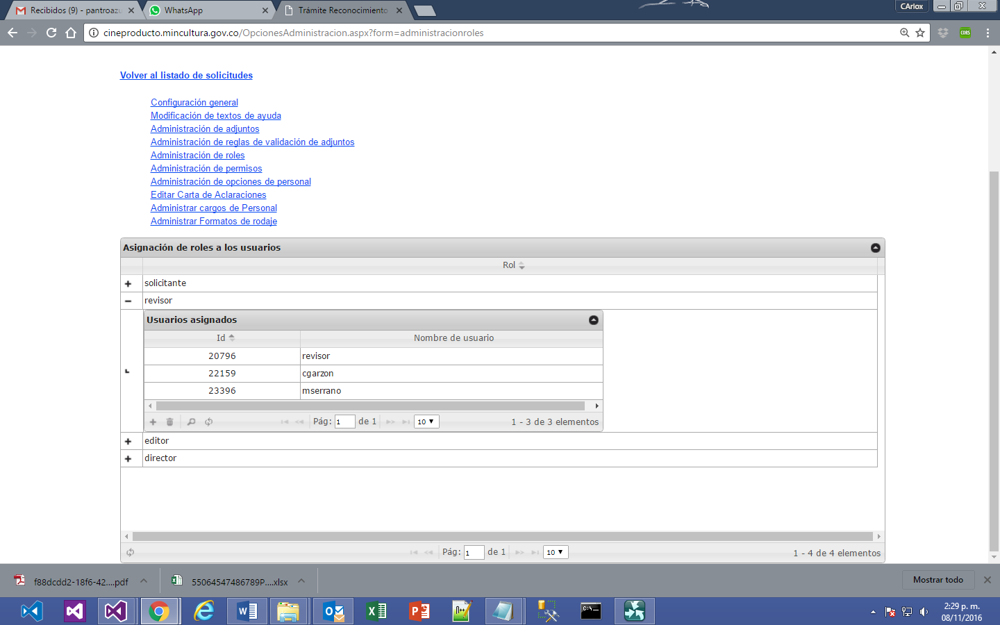 Recibidos (9) - pantroazu
WhatsApp
Trámite Reconocimiento
CArlox
cineproducto.mincultura.gov.co/OpcionesAdministracion.aspx?form=administracionroles
CORS
Volver al listado de solicitudes
Configuración general
Modificación de textos de ayuda
Administración de adjuntos
Administración de reglas de validación de adjuntos
Administración de roles
Administración de permisos
Administración de opciones de personal
Editar Carta de Aclaraciones
Administrar cargos de Personal
Administrar Formatos de rodaje
Asignación de roles a los usuarios
Rol
solicitante
revisor
Usuarios asignados
Id Nombre de usuario
20796 revisor
22159 cgarzon
23396 mserrano
Pág: 1 de 1 10 1 - 3 de 3 elementos
editor
director
Pág: 1 de 1 10 1 - 4 de 4 elementos
f88dcdd2-18f6-42....pdf
55064547486789P....xlsx
Mostrar todo
2:29 p. m.
08/11/2016